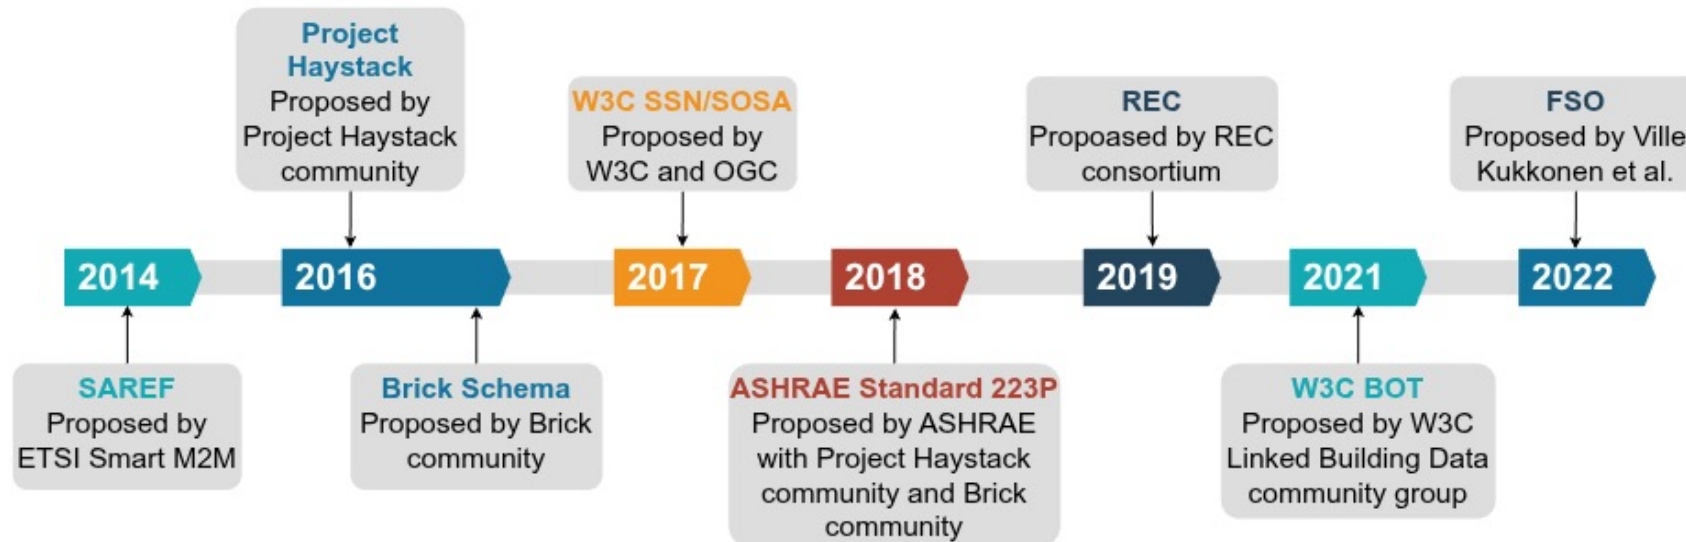 Project
Haystack
Proposed by
Project Haystack
community
W3C SSN/SOSA
Proposed by
W3C and OGC
REC
Propoased by REC
consortium
FSO
Proposed by Ville
Kukkonen et al.
2014
2016
2017
2018
2019
2021
2022
SAREF
Proposed by
ETSI Smart M2M
Brick Schema
Proposed by Brick
community
ASHRAE Standard 223P
Proposed by ASHRAE
with Project Haystack
community and Brick
community
W3C BOT
Proposed by W3C
Linked Building Data
community group